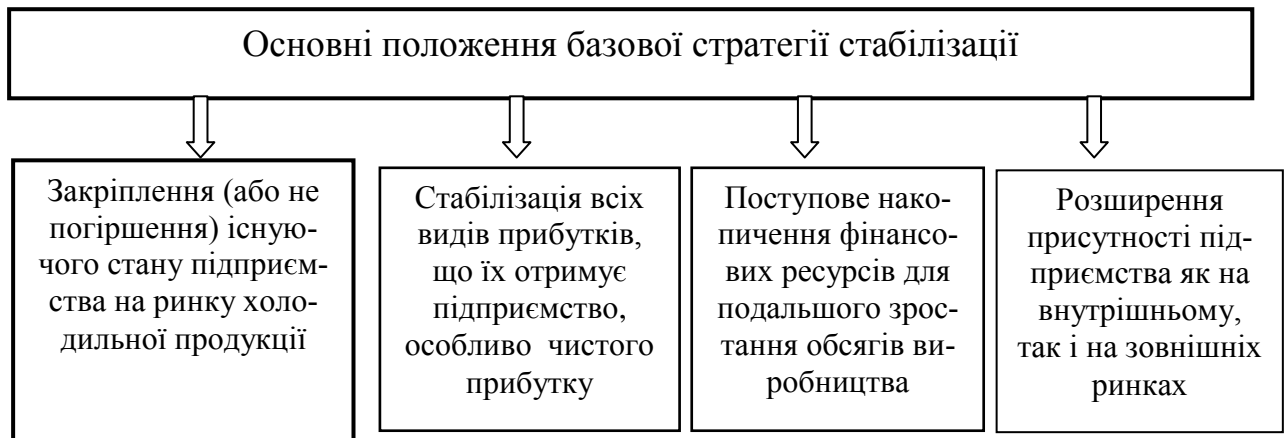 Основні положення базової стратегії стабілізації
Закріплення (або не
погіршення) існую-
чого стану підприєм-
ства на ринку холо-
дильної продукції
Стабілізація всіх
видів прибутків,
що їх отримує
підприємство,
особливо чистого
прибутку
Поступове нако-
пичення фінансо-
вих ресурсів для
подальшого зрос-
тання обсягів ви-
робництва
Розширення
присутності під-
приємства як на
внутрішньому,
так і на зовнішніх
ринках